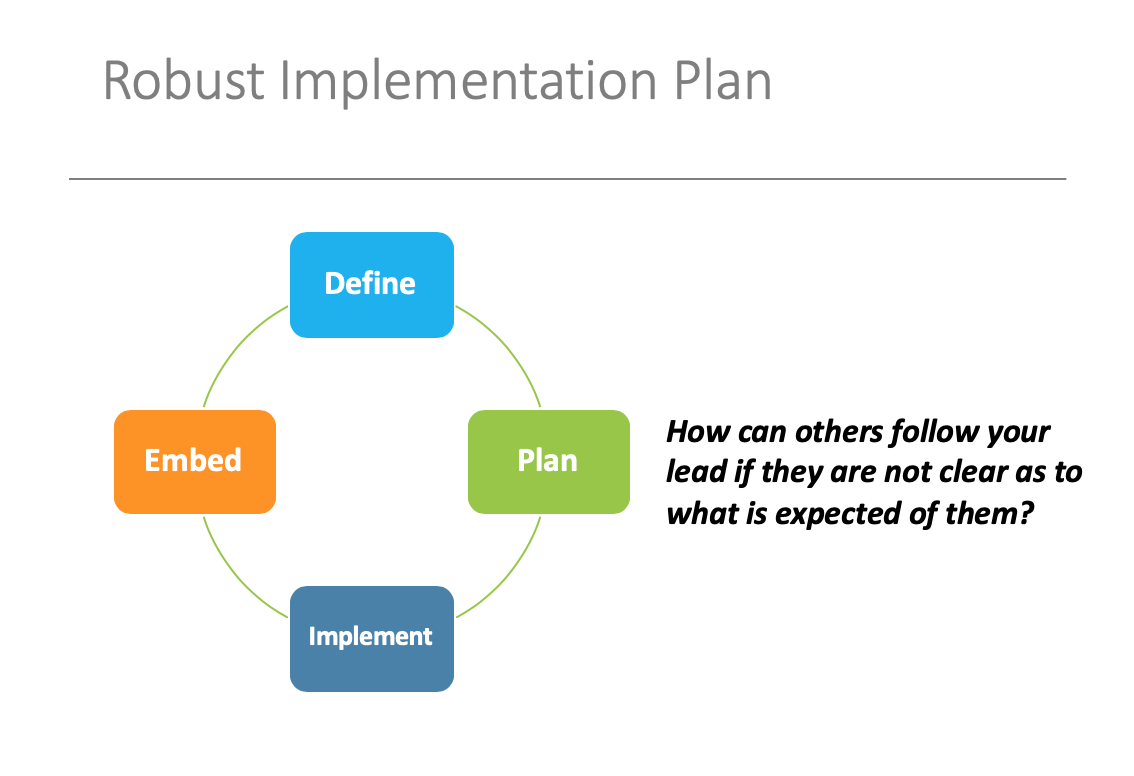 Robust Implementation Plan
Define
Embed
Plan
How can others follow your
lead if they are not clear as to
what is expected of them?
Implement